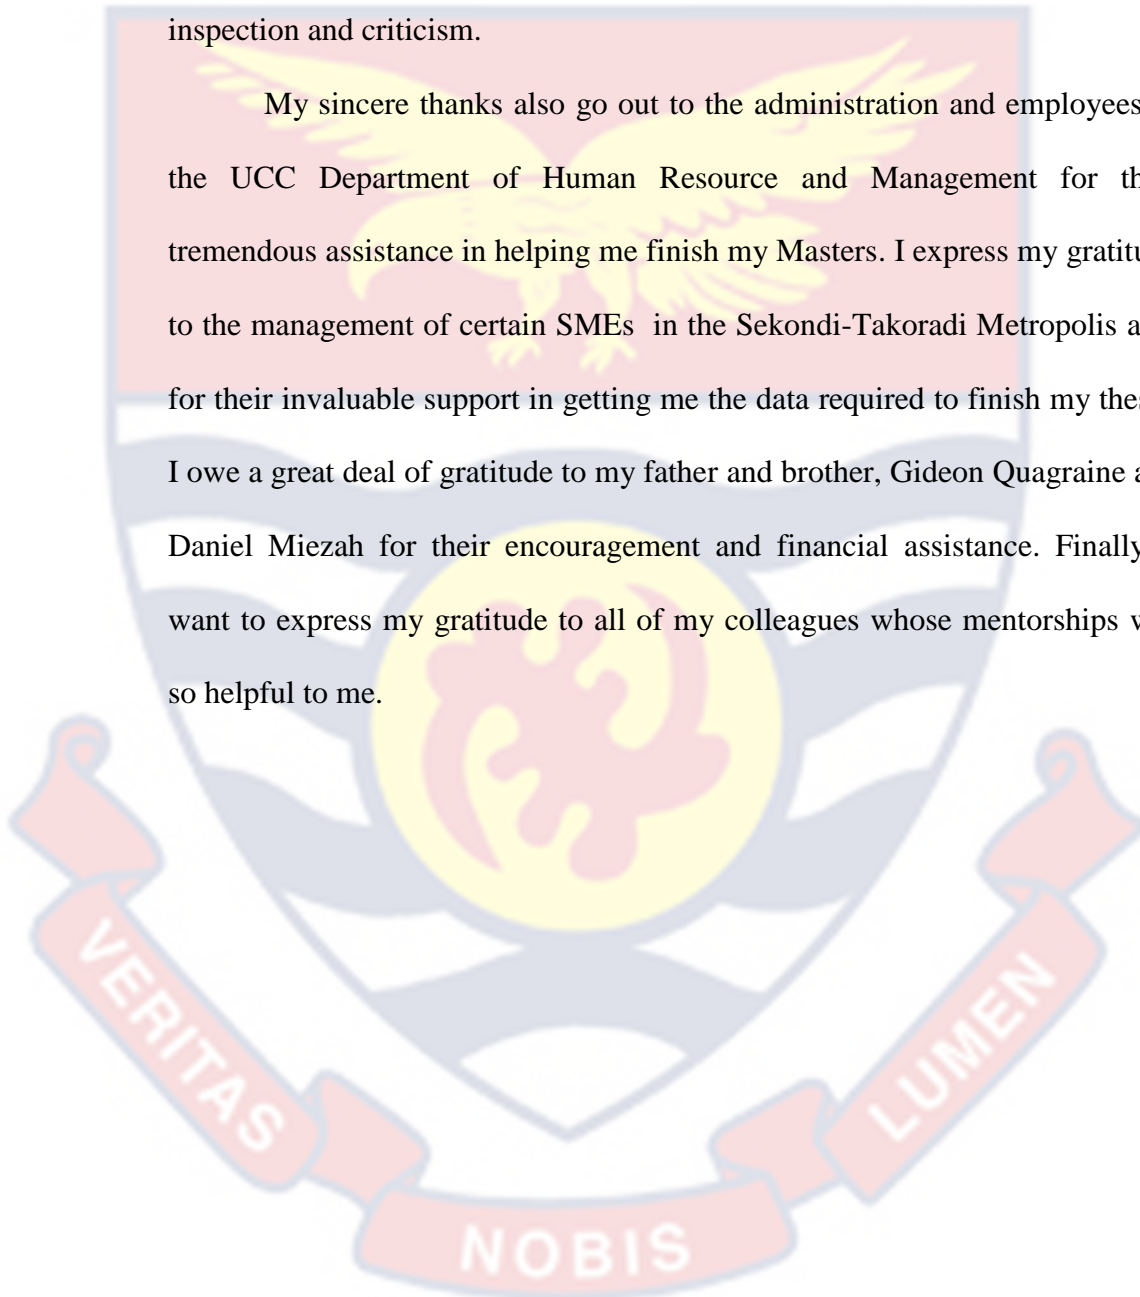 inspection and criticism.
My sincere thanks also go out to the administration and employees
the UCC Department of Human Resource and Management for
tremendous assistance in helping me finish my Masters. I express my
to the management of certain SMEs in the Sekondi-Takoradi Metropolis
for their invaluable support in getting me the data required to finish my
I owe a great deal of gratitude to my father and brother, Gideon Quagraine
Daniel Miezah for their encouragement and financial assistance. Finally
want to express my gratitude to all of my colleagues whose mentorships
so helpful to me.
VERITAS
NOBIS
LUMEN